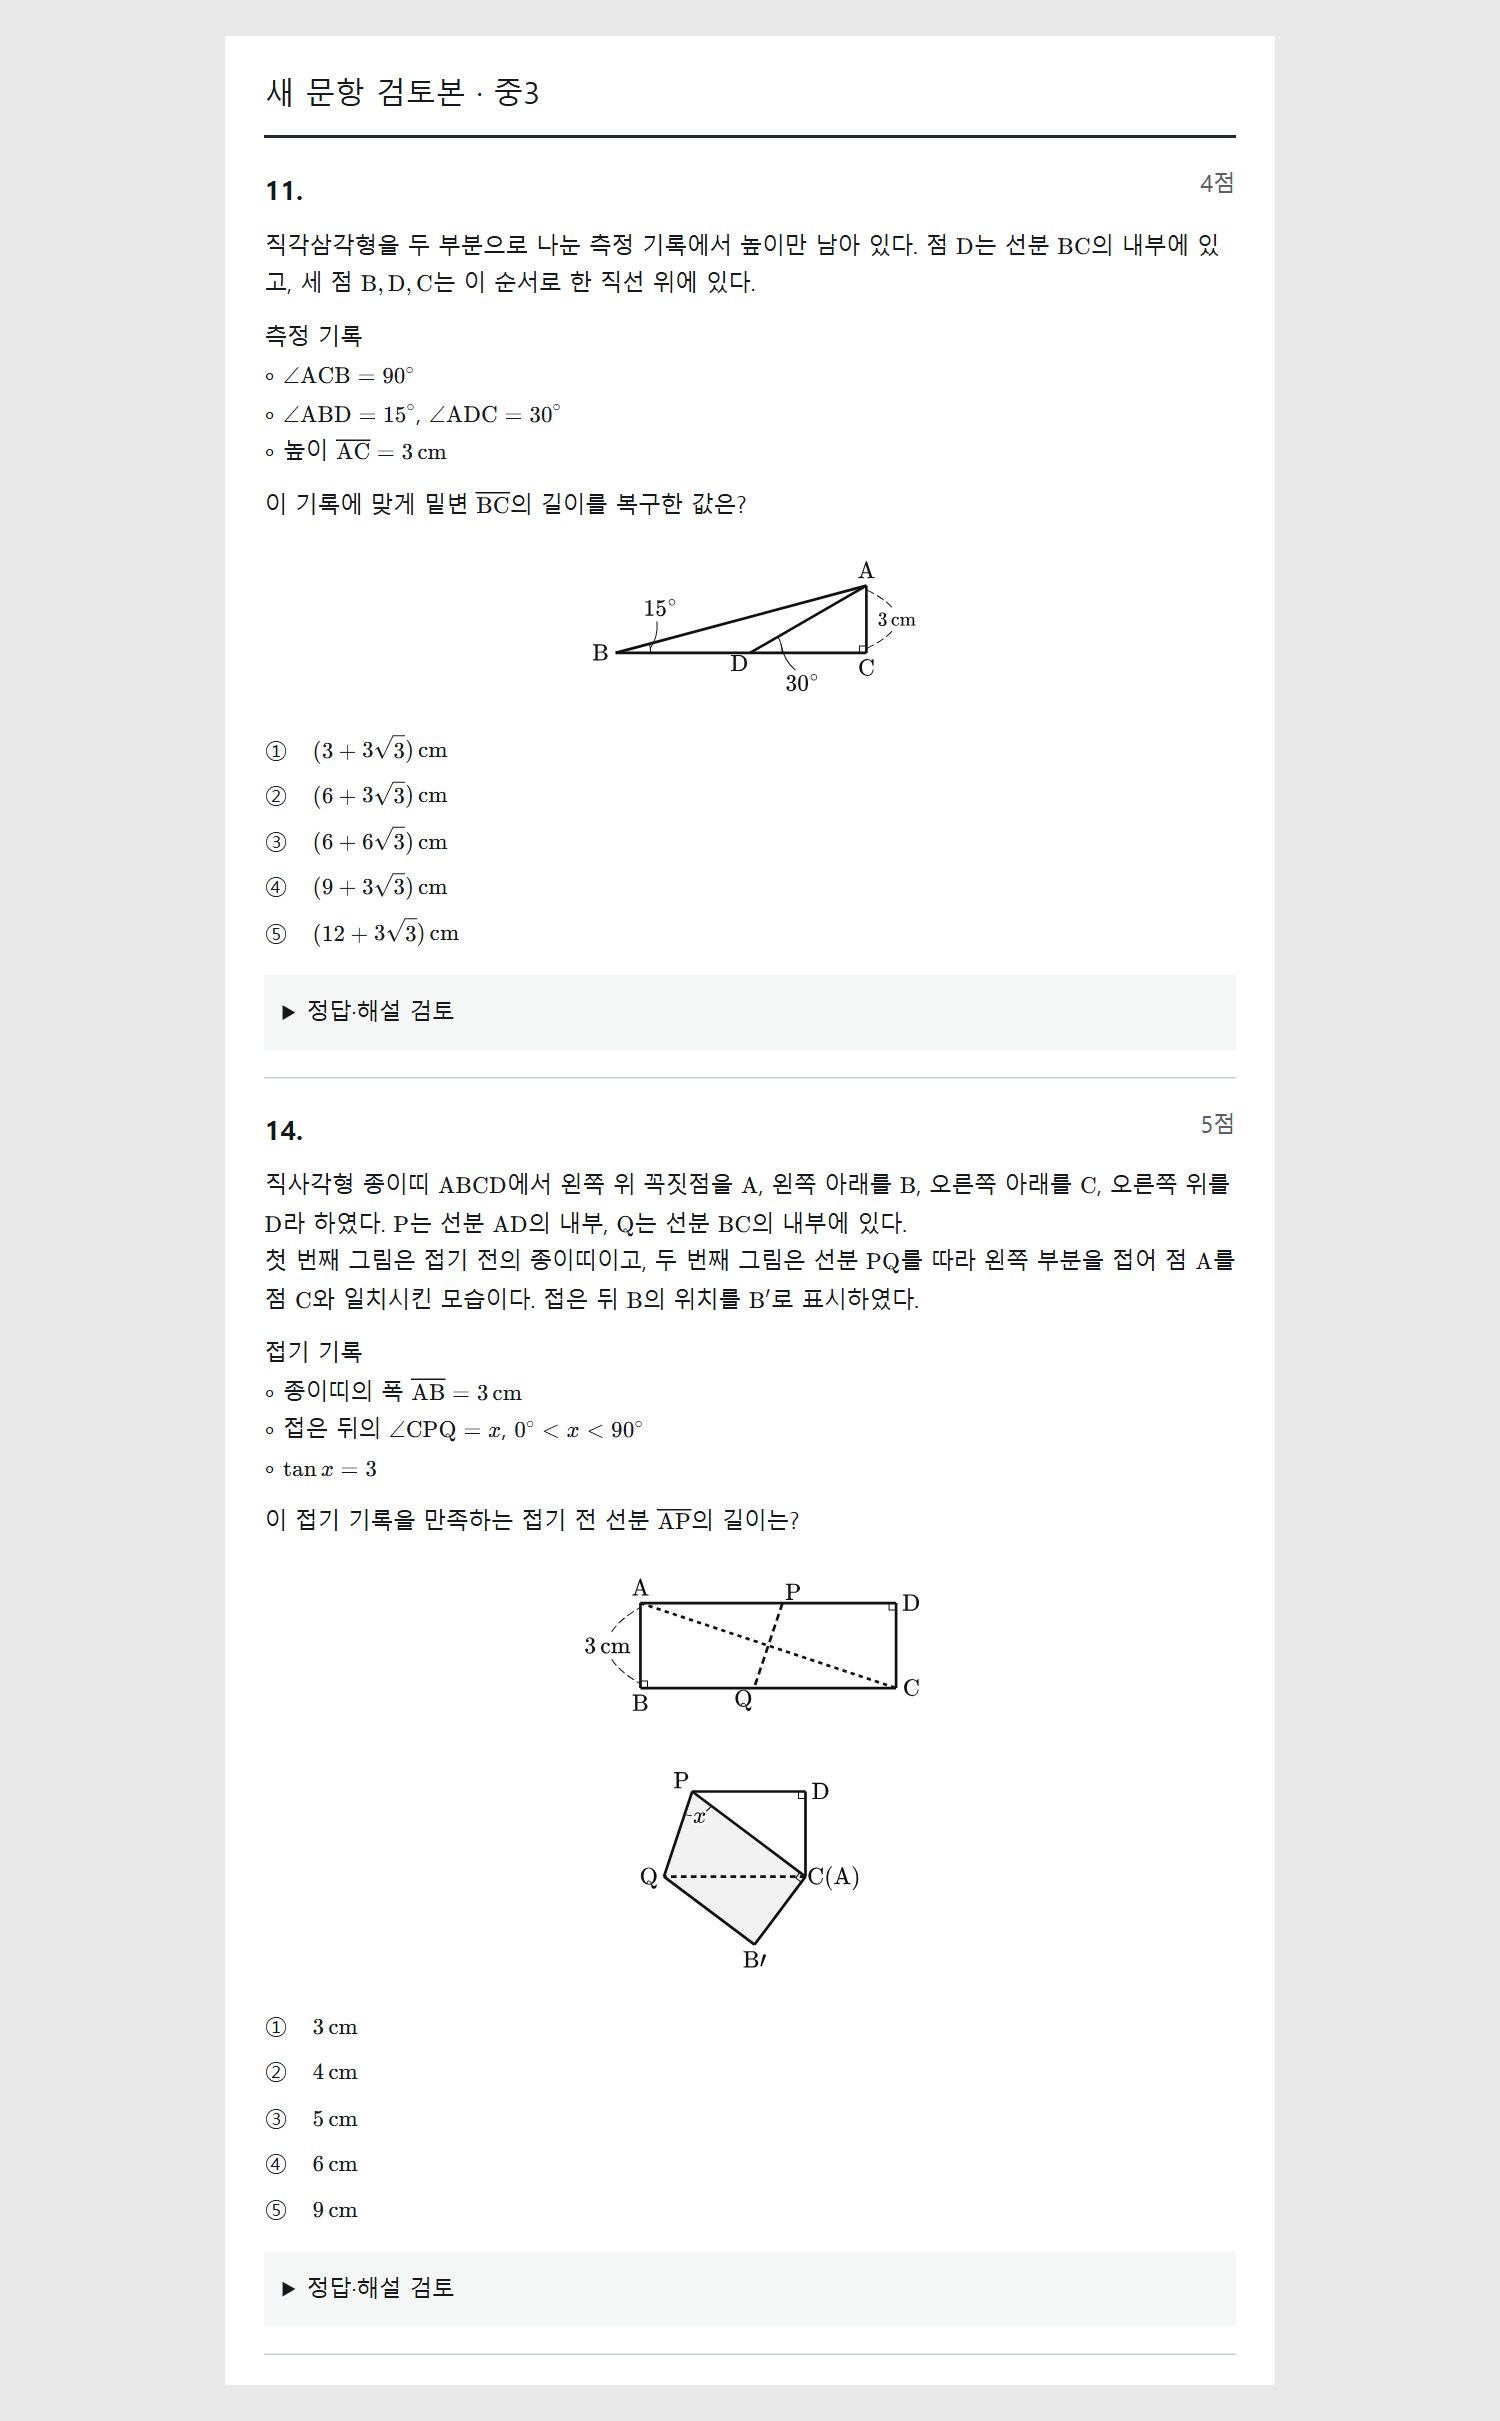 새 문항 검토본 · 중3
11.
4점
직각삼각형을 두 부분으로 나눈 측정 기록에서 높이만 남아 있다. 점 D는 선분 BC의 내부에 있
고, 세 점 B, D, C는 이 순서로 한 직선 위에 있다.
측정 기록
∘ ∠ACB = 90°
∘ ∠ABD = 15°, ∠ADC = 30°
∘ 높이 A̅C̅ = 3 cm
이 기록에 맞게 밑변 B̅C̅의 길이를 복구한 값은?
A
15°
3 cm
B
D
C
30°
① (3 + 3√3) cm
② (6 + 3√3) cm
③ (6 + 6√3) cm
④ (9 + 3√3) cm
⑤ (12 + 3√3) cm
▶ 정답·해설 검토
14.
5점
직사각형 종이띠 ABCD에서 왼쪽 위 꼭짓점을 A, 왼쪽 아래를 B, 오른쪽 아래를 C, 오른쪽 위를
D라 하였다. P는 선분 AD의 내부, Q는 선분 BC의 내부에 있다.
첫 번째 그림은 접기 전의 종이띠이고, 두 번째 그림은 선분 PQ를 따라 왼쪽 부분을 접어 점 A를
점 C와 일치시킨 모습이다. 접은 뒤 B의 위치를 B′로 표시하였다.
접기 기록
∘ 종이띠의 폭 A̅B̅ = 3 cm
∘ 접은 뒤의 ∠CPQ = x, 0° < x < 90°
∘ tan x = 3
이 접기 기록을 만족하는 접기 전 선분 A̅P̅의 길이는?
A
P
D
3 cm
B
Q
C
P
D
x
Q
C(A)
B′
① 3 cm
② 4 cm
③ 5 cm
④ 6 cm
⑤ 9 cm
▶ 정답·해설 검토